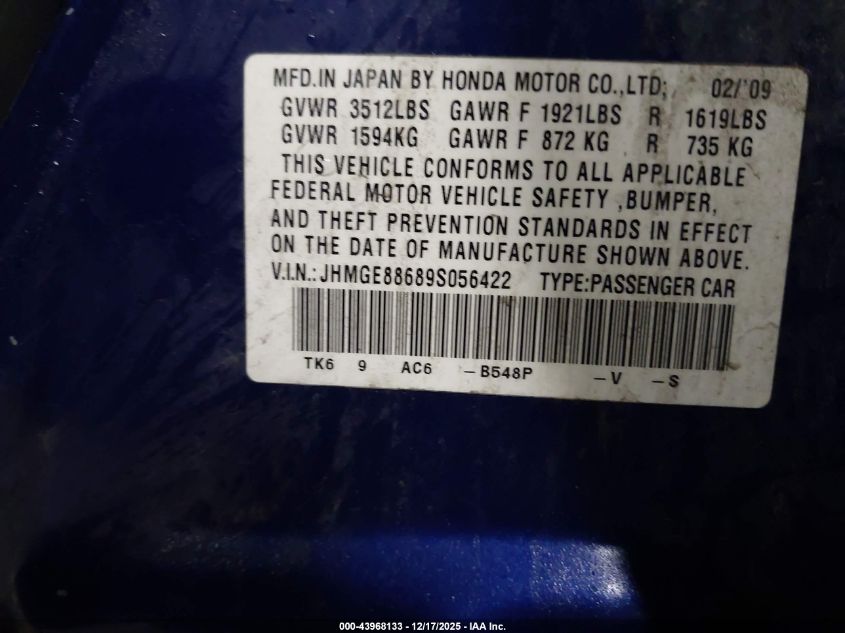 MFD.IN JAPAN BY HONDA MOTOR CO.,LTD; 02/'09
GVWR 3512LBS GAWR F 1921LBS R 1619LBS
GVWR 1594KG GAWR F 872 KG R 735 KG
THIS VEHICLE CONFORMS TO ALL APPLICABLE
FEDERAL MOTOR VEHICLE SAFETY ,BUMPER,
AND THEFT PREVENTION STANDARDS IN EFFECT
ON THE DATE OF MANUFACTURE SHOWN ABOVE.
V.I.N.:JHMGE88689S056422 TYPE:PASSENGER CAR
TK6 9 AC6 -B548P -V -S
000-43968133 - 12/17/2025 - IAA Inc.